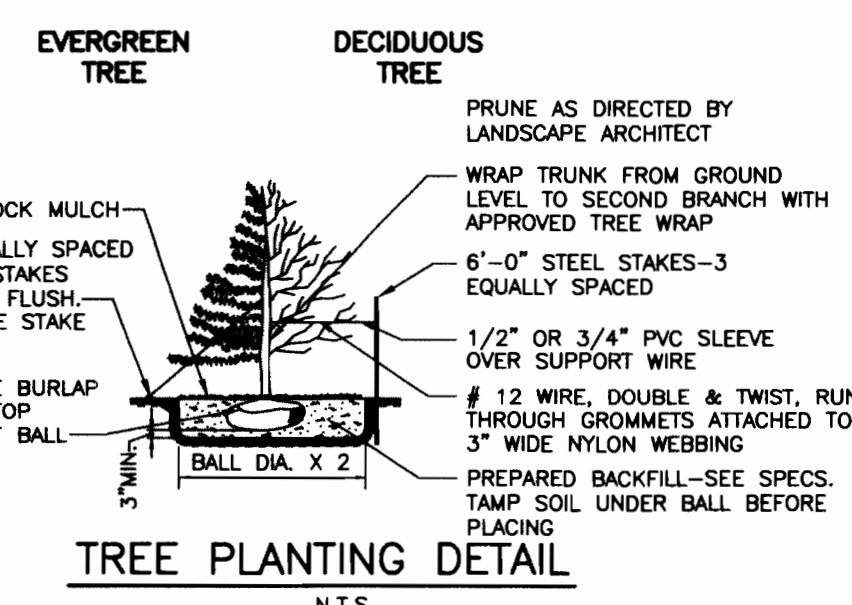 EVERGREEN
TREE
DECIDUOUS
TREE
PRUNE AS DIRECTED BY
LANDSCAPE ARCHITECT
WRAP TRUNK FROM GROUND
LEVEL TO SECOND BRANCH WITH
APPROVED TREE WRAP
6'-0" STEEL STAKES-3
EQUALLY SPACED
1/2" OR 3/4" PVC SLEEVE
OVER SUPPORT WIRE
# 12 WIRE, DOUBLE & TWIST, RUN
THROUGH GROMMETS ATTACHED TO
3" WIDE NYLON WEBBING
PREPARED BACKFILL-SEE SPECS.
TAMP SOIL UNDER BALL BEFORE
PLACING
OCK MULCH
ALLY SPACED
STAKES
FLUSH.
E STAKE
E BURLAP
TOP
T BALL
3"MIN.
BALL DIA. X 2
TREE PLANTING DETAIL
N.T.S.